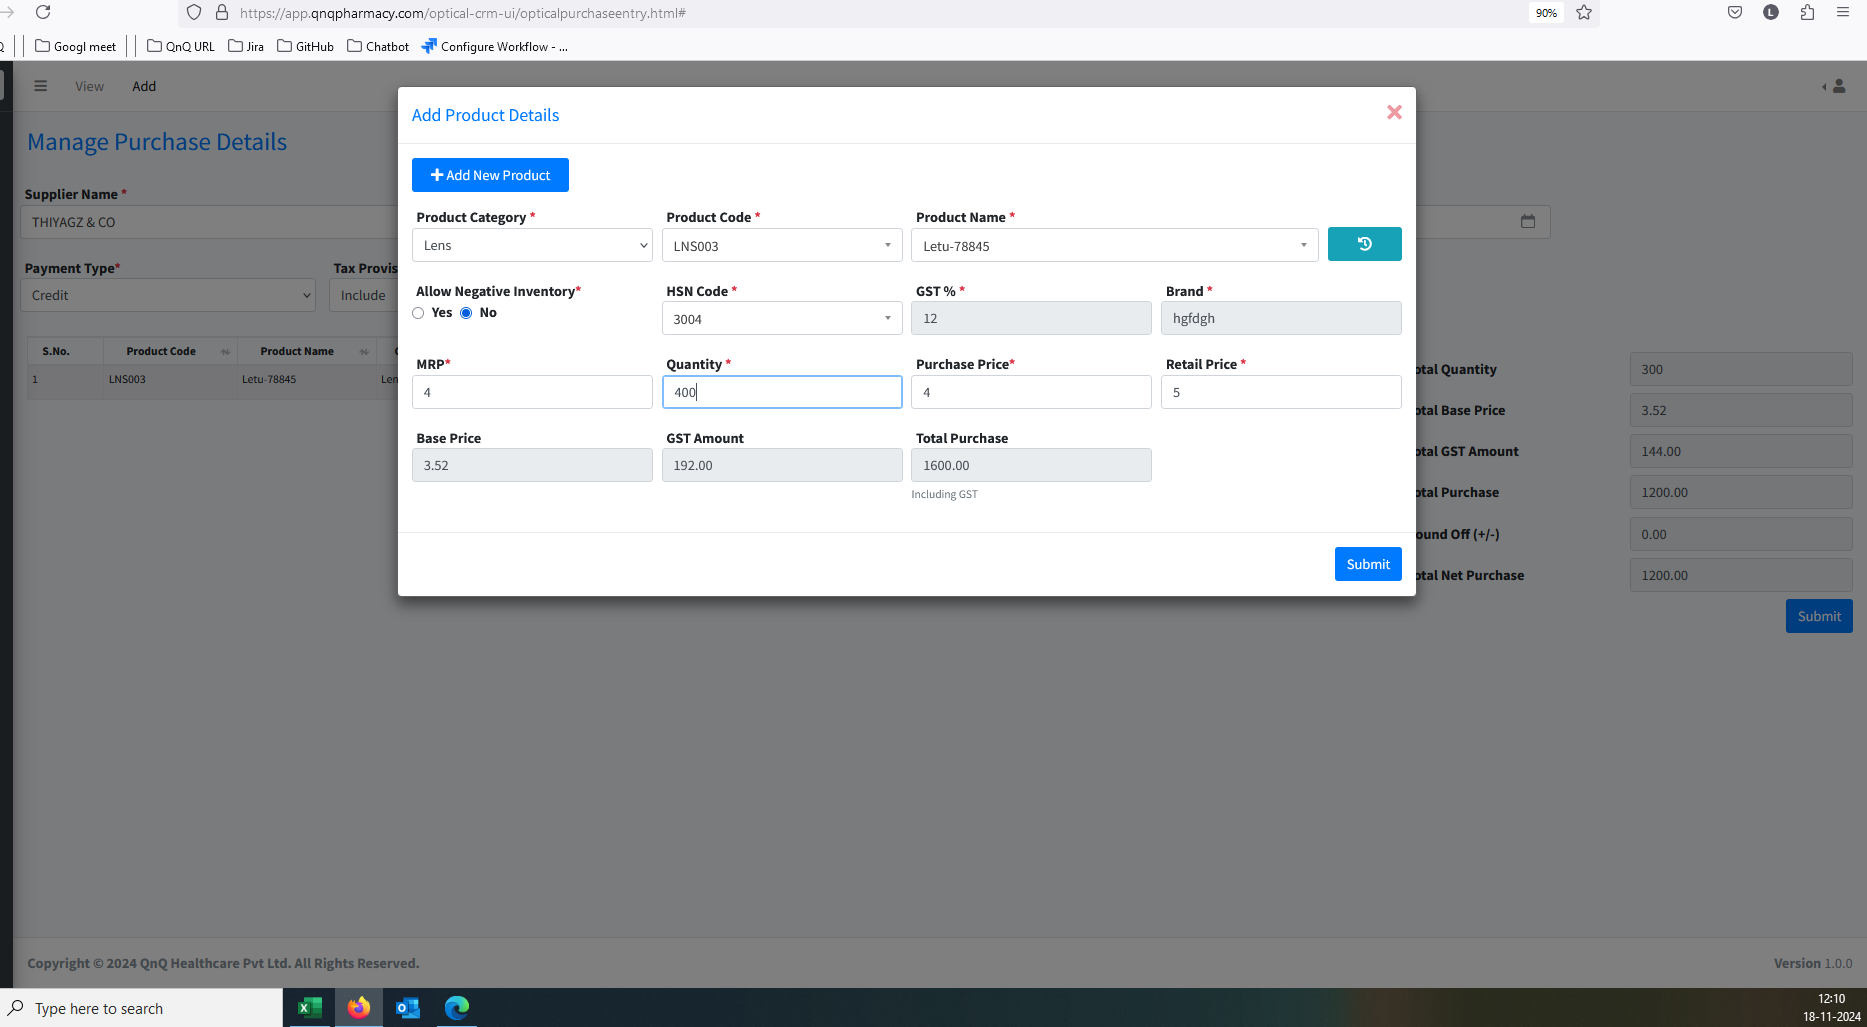 https://app.qnqpharmacy.com/optical-crm-ui/opticalpurchaseentry.html#
90%
L
Googl meet
QnQ URL
Jira
GitHub
Chatbot
Configure Workflow - ...
View
Add
Manage Purchase Details
Supplier Name *
THIYAGZ & CO
Payment Type*
Tax Provis
Credit
Include
S.No.
Product Code
Product Name
1
LNS003
Letu-78845
Len
Add Product Details
Add New Product
Product Category *
Product Code *
Product Name *
Lens
LNS003
Letu-78845
Allow Negative Inventory*
HSN Code *
GST % *
Brand *
Yes
No
3004
12
hgfdgh
MRP*
Quantity *
Purchase Price*
Retail Price *
4
400
4
5
Base Price
GST Amount
Total Purchase
3.52
192.00
1600.00
Including GST
Submit
otal Quantity
300
otal Base Price
3.52
otal GST Amount
144.00
otal Purchase
1200.00
ound Off (+/-)
0.00
otal Net Purchase
1200.00
Submit
Copyright © 2024 QnQ Healthcare Pvt Ltd. All Rights Reserved.
Version 1.0.0
Type here to search
12:10
18-11-2024